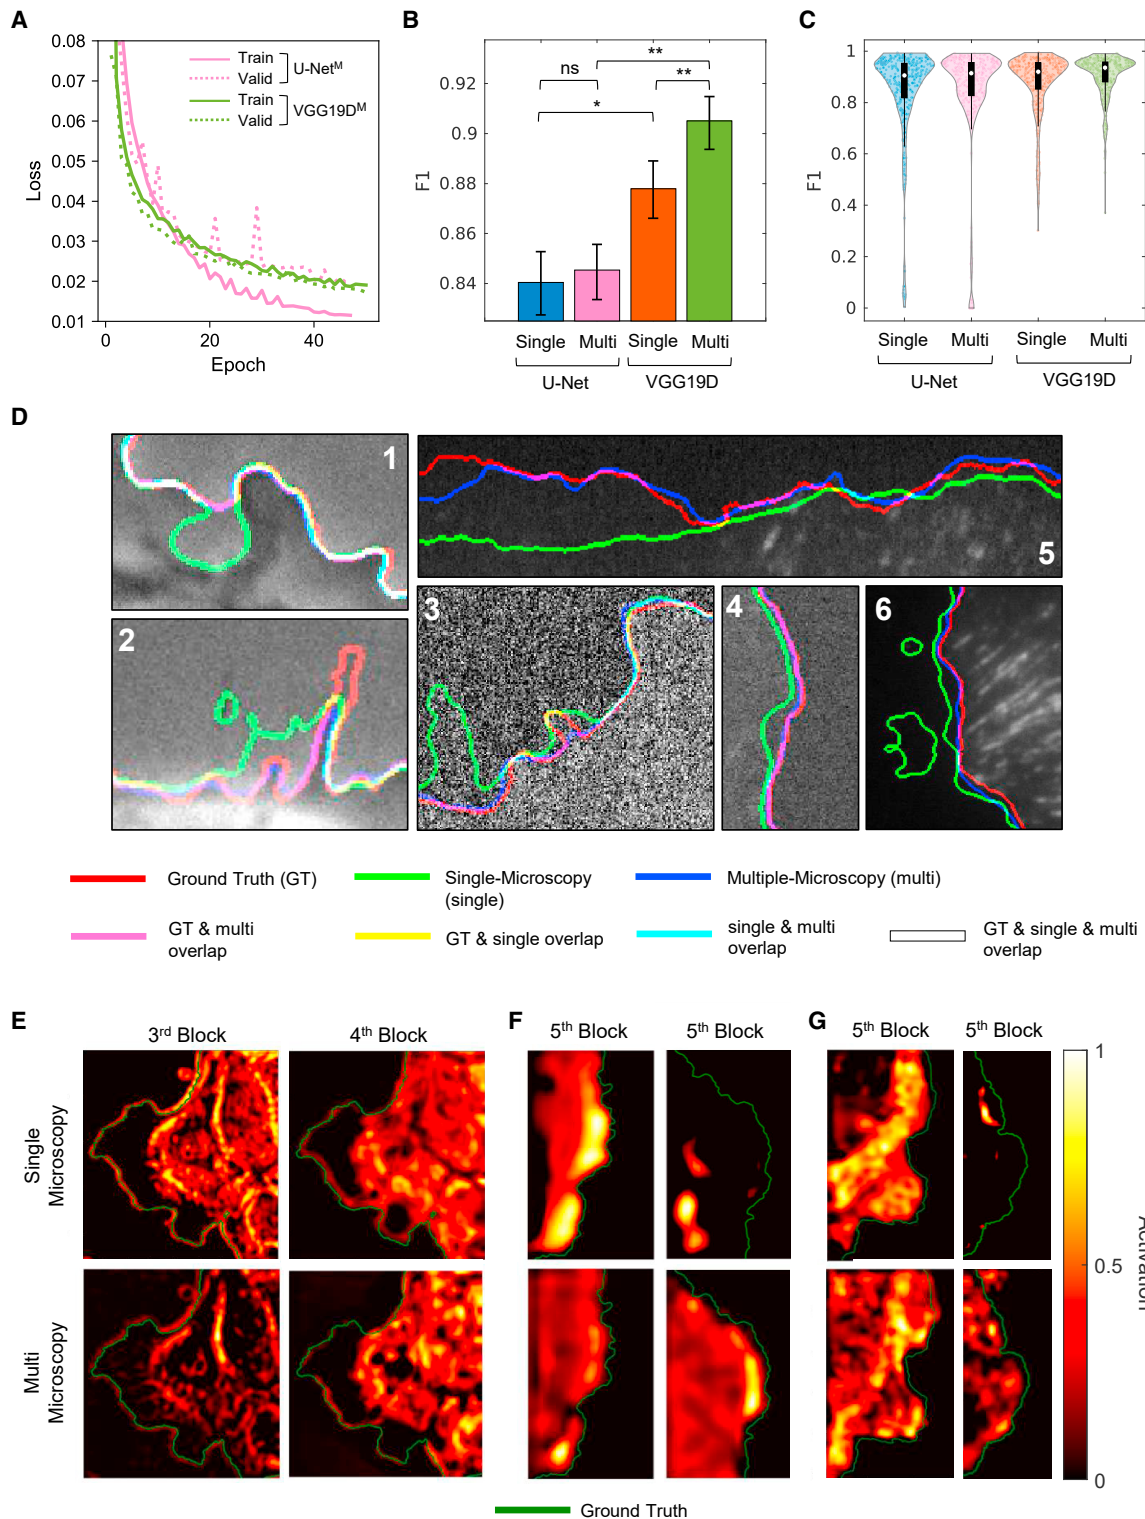 A
B
C
0.08
0.07
0.06
0.05
0.04
0.03
0.02
0.01
Loss
0
20
40
Epoch
Train
Valid
U-Netᴹ
Train
Valid
VGG19Dᴹ
0.92
0.9
0.88
0.86
0.84
F1
ns
*
**
**
Single
Multi
Single
Multi
U-Net
VGG19D
1
0.8
0.6
0.4
0.2
0
F1
Single
Multi
Single
Multi
U-Net
VGG19D
D
1
2
3
4
5
6
Ground Truth (GT)
Single-Microscopy
(single)
Multiple-Microscopy (multi)
GT & multi
overlap
GT & single overlap
single & multi
overlap
GT & single & multi
overlap
E
F
G
3rd Block
4th Block
5th Block
5th Block
5th Block
5th Block
Single
Microscopy
Multi
Microscopy
1
0.5
0
Activation
Ground Truth